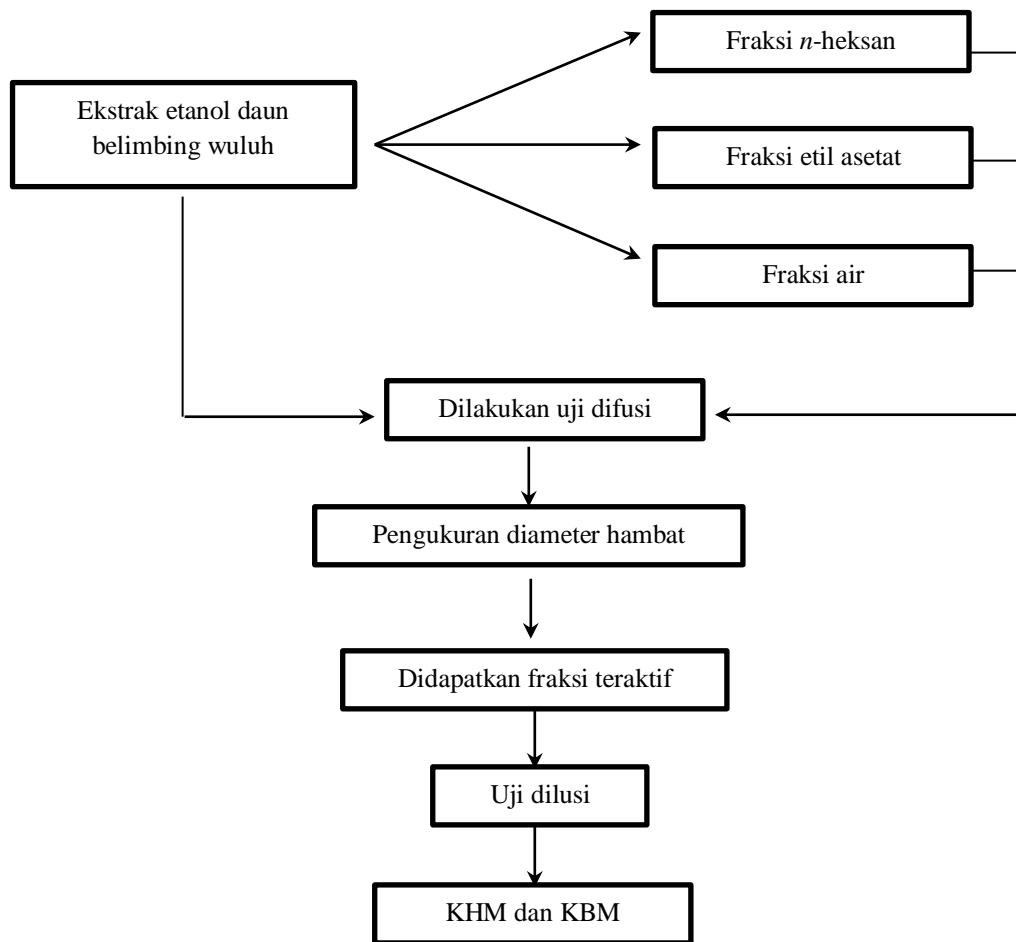 Fraksi n-heksan
Ekstrak etanol daun
belimbing wuluh
Fraksi etil asetat
Fraksi air
Dilakukan uji difusi
Pengukuran diameter hambat
Didapatkan fraksi teraktif
Uji dilusi
KHM dan KBM